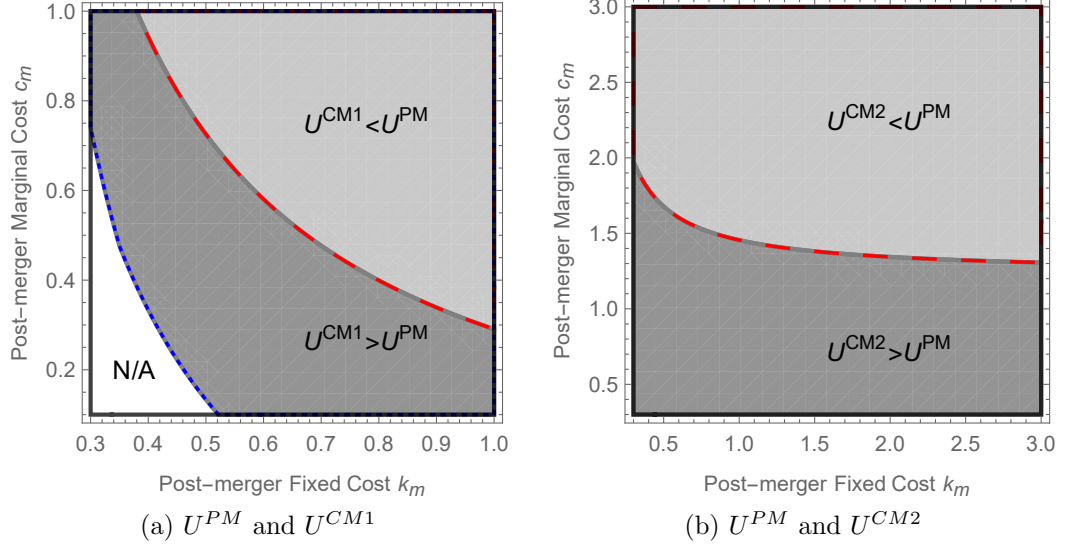 Post-merger Marginal Cost c_m
1.0
0.8
0.6
0.4
0.2
U^CM1 < U^PM
U^CM1 > U^PM
N/A
0.3 0.4 0.5 0.6 0.7 0.8 0.9 1.0
Post-merger Fixed Cost k_m
(a) U^PM and U^CM1
Post-merger Marginal Cost c_m
3.0
2.5
2.0
1.5
1.0
0.5
U^CM2 < U^PM
U^CM2 > U^PM
0.5 1.0 1.5 2.0 2.5 3.0
Post-merger Fixed Cost k_m
(b) U^PM and U^CM2